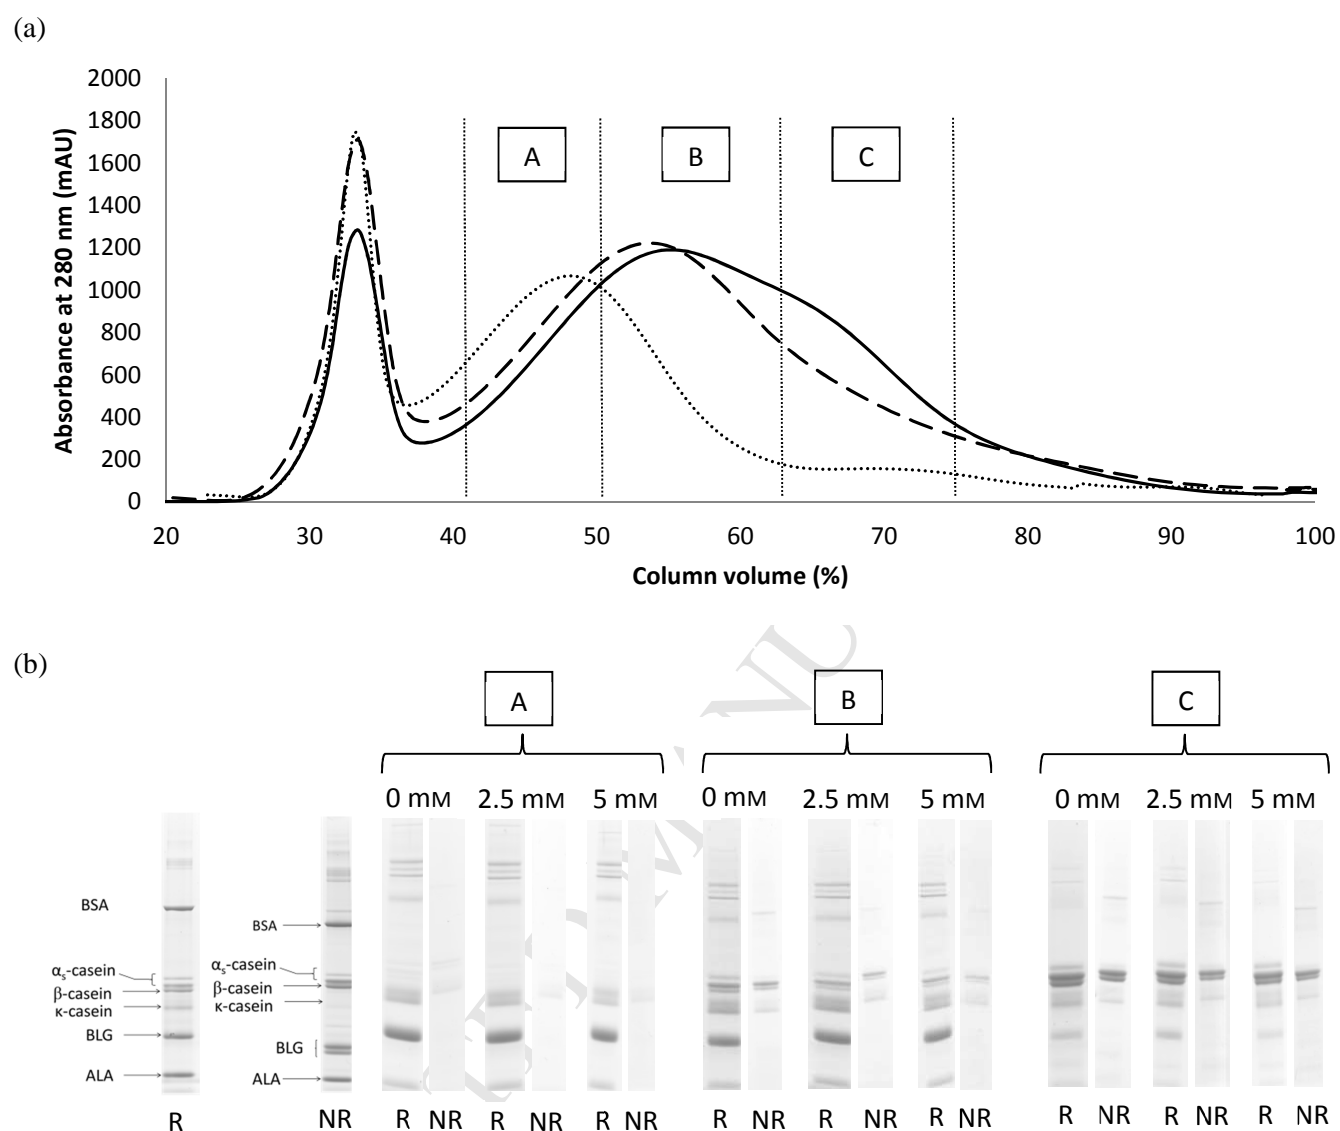 (a)
2000
1800
1600
1400
1200
1000
800
600
400
200
0
Absorbance at 280 nm (mAU)
A
B
C
20 30 40 50 60 70 80 90 100
Column volume (%)
(b)
A
B
C
0 mM 2.5 mM 5 mM
0 mM 2.5 mM 5 mM
0 mM 2.5 mM 5 mM
BSA
αs-casein
β-casein
κ-casein
BLG
ALA
BSA
αs-casein
β-casein
κ-casein
BLG
ALA
R NR R NR R NR R NR R NR R NR R NR R NR R NR R NR